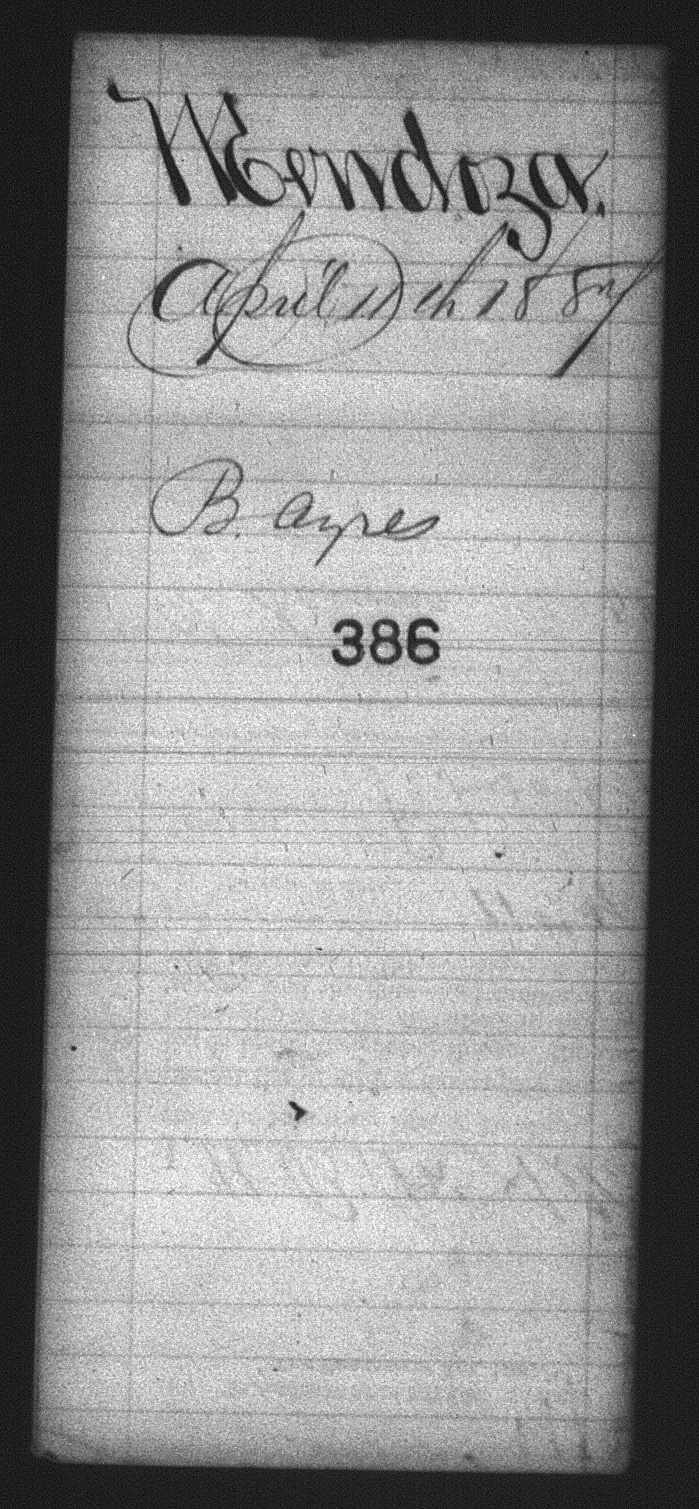 Mendoza.
April 11th 1887
B. Ayres
386